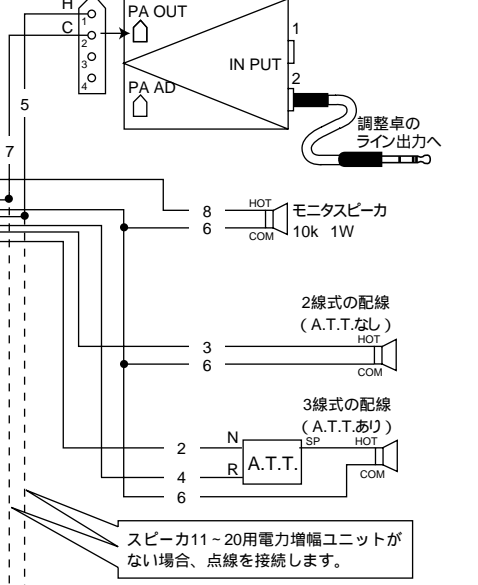 H
PA OUT
C
1
2
3
4
1
IN PUT
2
PA AD
5
7
調整卓の
ライン出力へ
8
HOT
モニタスピーカ
6
COM
10k 1W
2線式の配線
(A.T.T.なし)
HOT
3
6
COM
3線式の配線
(A.T.T.あり)
2
N
SP
HOT
A.T.T.
4
R
COM
6
スピーカ11~20用電力増幅ユニットが
ない場合、点線を接続します。